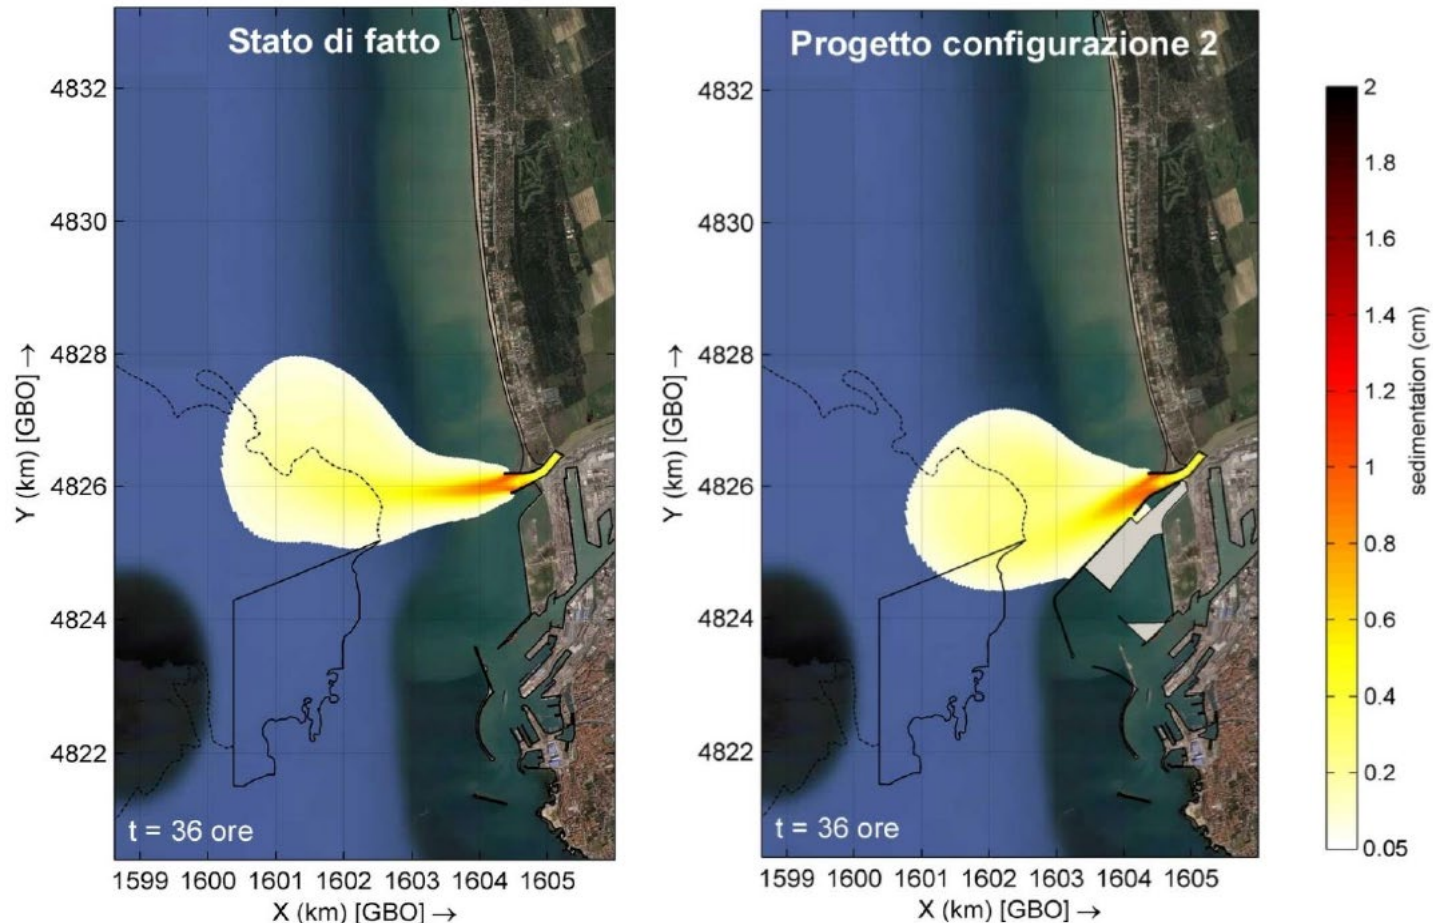 Stato di fatto
4832
4830
4828
4826
4824
4822
Y (km) [GBO] →
t = 36 ore
1599 1600 1601 1602 1603 1604 1605
X (km) [GBO] →
Progetto configurazione 2
4832
4830
4828
4826
4824
4822
Y (km) [GBO] →
t = 36 ore
1599 1600 1601 1602 1603 1604 1605
X (km) [GBO] →
2
1.8
1.6
1.4
1.2
1
0.8
0.6
0.4
0.2
0.05
sedimentation (cm)